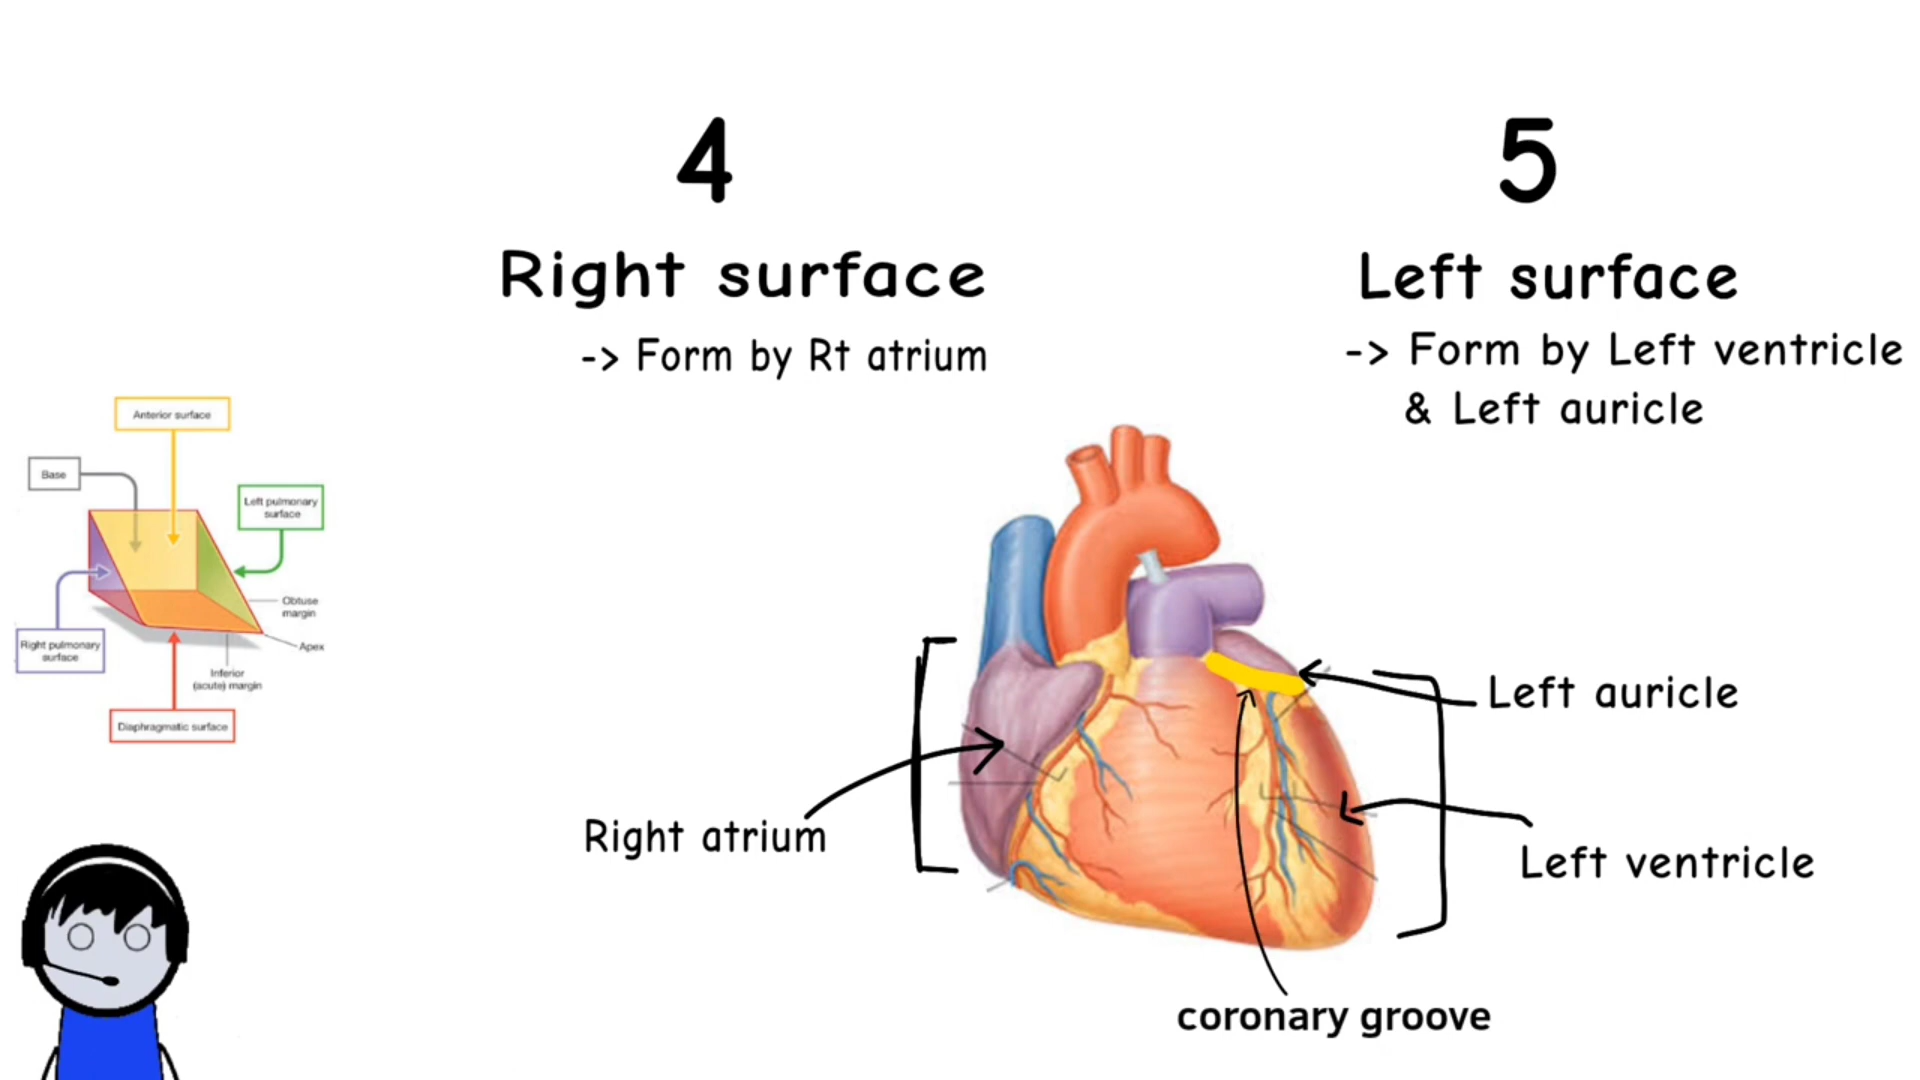 4
Right surface
-> Form by Rt atrium
5
Left surface
-> Form by Left ventricle
& Left auricle
Anterior surface
Base
Left pulmonary
surface
Obtuse
margin
Apex
Right pulmonary
surface
Inferior
(acute) margin
Diaphragmatic surface
Right atrium
Left auricle
Left ventricle
coronary groove